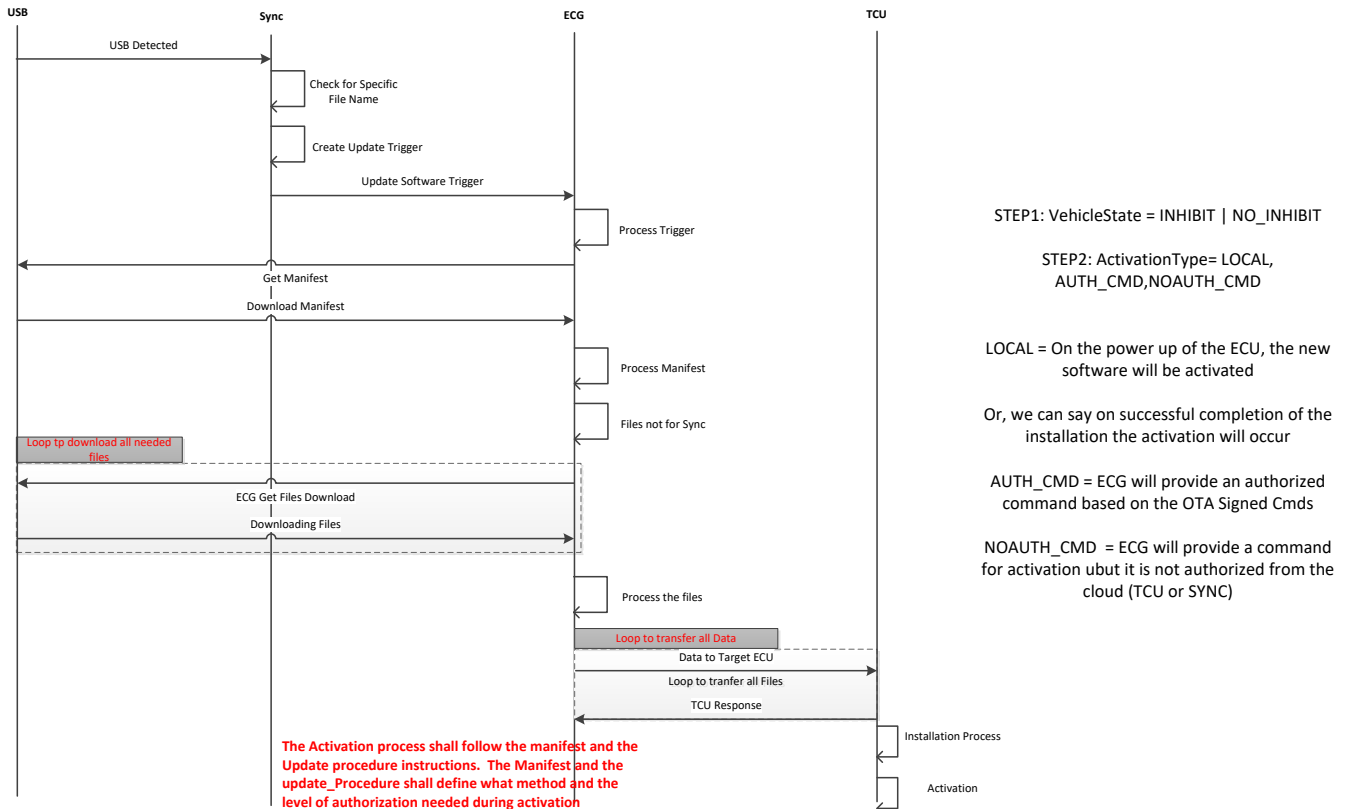 USB
Sync
ECG
TCU
USB Detected
Check for Specific
File Name
Create Update Trigger
Update Software Trigger
Process Trigger
Get Manifest
Download Manifest
Process Manifest
Files not for Sync
Loop tp download all needed
files
ECG Get Files Download
Downloading Files
Process the files
Loop to transfer all Data
Data to Target ECU
Loop to tranfer all Files
TCU Response
Installation Process
Activation
The Activation process shall follow the manifest and the
Update procedure instructions.  The Manifest and the
update_Procedure shall define what method and the
level of authorization needed during activation
STEP1: VehicleState = INHIBIT | NO_INHIBIT
STEP2: ActivationType= LOCAL,
AUTH_CMD,NOAUTH_CMD
LOCAL = On the power up of the ECU, the new
software will be activated
Or, we can say on successful completion of the
installation the activation will occur
AUTH_CMD = ECG will provide an authorized
command based on the OTA Signed Cmds
NOAUTH_CMD  = ECG will provide a command
for activation ubut it is not authorized from the
cloud (TCU or SYNC)